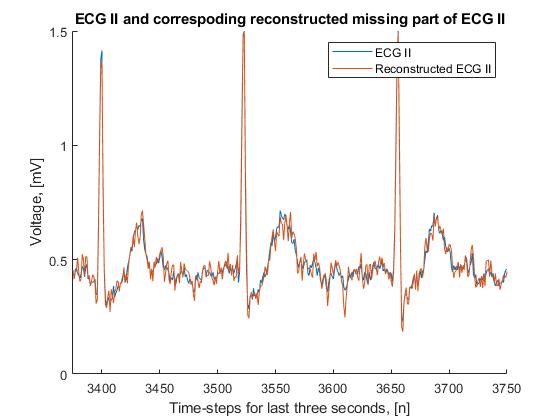 ECG II and correspoding reconstructed missing part of ECG II
1.5
ECG II
Reconstructed ECG II
1
Voltage, [mV]
0.5
0
3400 3450 3500 3550 3600 3650 3700 3750
Time-steps for last three seconds, [n]